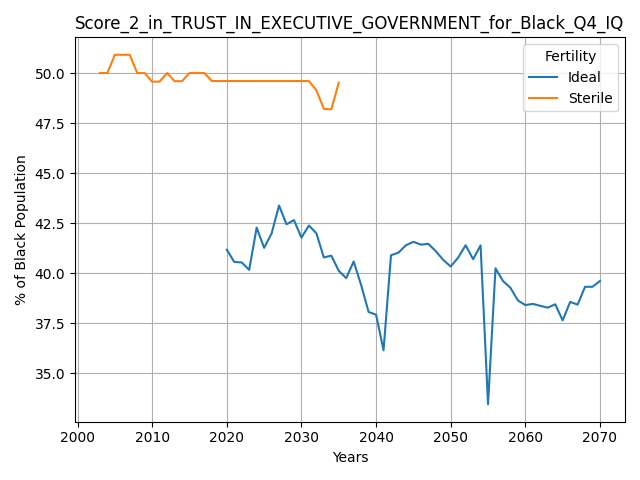 Score_2_in_TRUST_IN_EXECUTIVE_GOVERNMENT_for_Black_Q4_IQ
Fertility
Ideal
Sterile
% of Black Population
50.0
47.5
45.0
42.5
40.0
37.5
35.0
2000 2010 2020 2030 2040 2050 2060 2070
Years